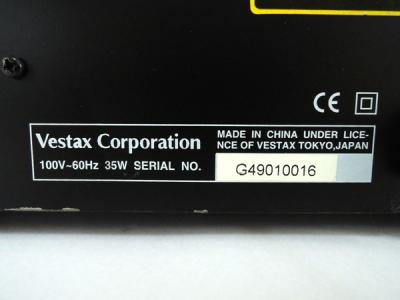 CE
Vestax Corporation
MADE IN CHINA UNDER LICE-
NCE OF VESTAX TOKYO,JAPAN
100V~60Hz 35W SERIAL NO.
G49010016